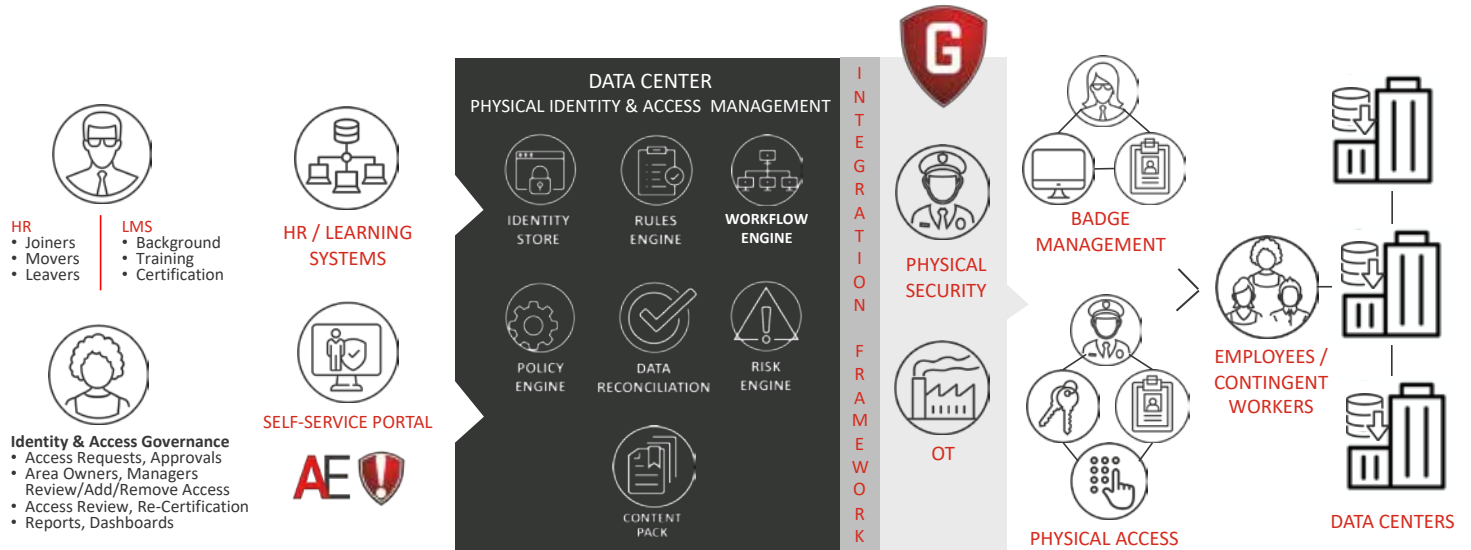 HR
• Joiners
• Movers
• Leavers
LMS
• Background
• Training
• Certification
HR / LEARNING
SYSTEMS
Identity & Access Governance
• Access Requests, Approvals
• Area Owners, Managers
Review/Add/Remove Access
• Access Review, Re-Certification
• Reports, Dashboards
SELF-SERVICE PORTAL
AE
DATA CENTER
PHYSICAL IDENTITY & ACCESS MANAGEMENT
IDENTITY
STORE
RULES
ENGINE
WORKFLOW
ENGINE
POLICY
ENGINE
DATA
RECONCILIATION
RISK
ENGINE
CONTENT
PACK
INTEGRATION FRAMEWORK
G
PHYSICAL
SECURITY
OT
BADGE
MANAGEMENT
PHYSICAL ACCESS
EMPLOYEES /
CONTINGENT
WORKERS
DATA CENTERS